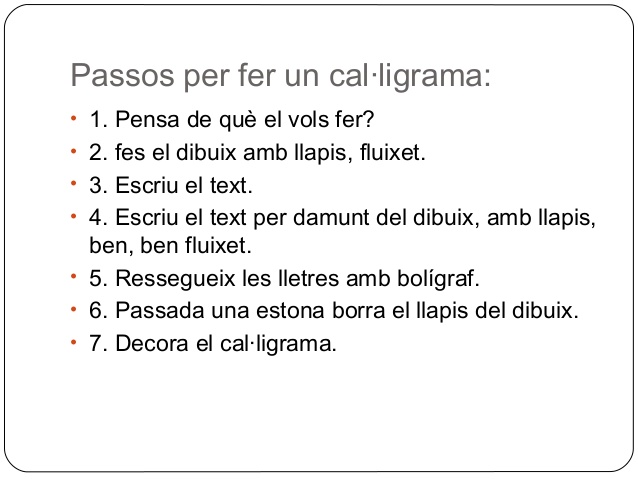 Passos per fer un cal·ligrama:
• 1. Pensa de què el vols fer?
• 2. fes el dibuix amb llapis, fluixet.
• 3. Escriu el text.
• 4. Escriu el text per damunt del dibuix, amb llapis,
ben, ben fluixet.
• 5. Ressegueix les lletres amb bolígraf.
• 6. Passada una estona borra el llapis del dibuix.
• 7. Decora el cal·ligrama.